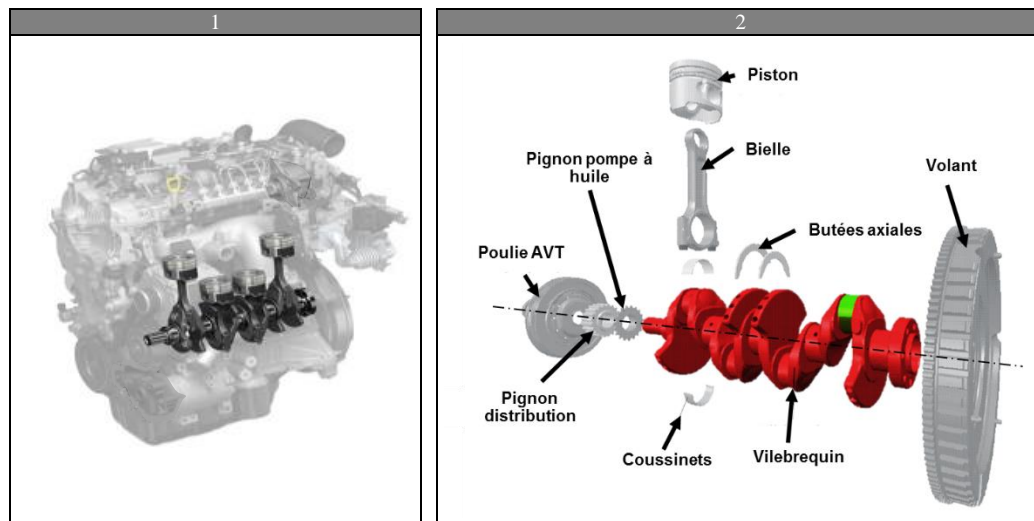 1
2
Piston
Bielle
Pignon pompe à
huile
Volant
Butées axiales
Poulie AVT
Pignon
distribution
Coussinets
Vilebrequin